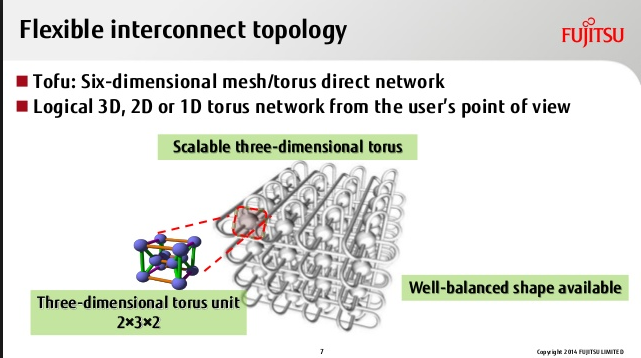 Flexible interconnect topology
FUJITSU
Tofu: Six-dimensional mesh/torus direct network
Logical 3D, 2D or 1D torus network from the user's point of view
Scalable three-dimensional torus
Well-balanced shape available
Three-dimensional torus unit
2×3×2
7
Copyright 2014 FUJITSU LIMITED